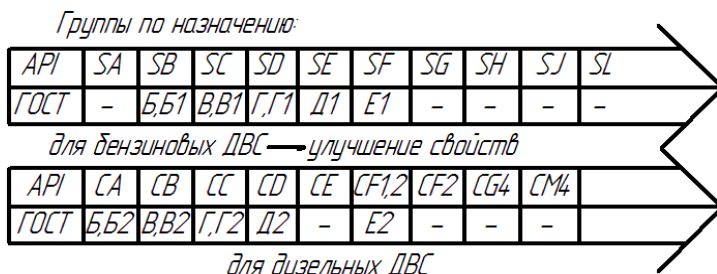 Группы по назначению:
API SA SB SC SD SE SF SG SH SJ SL
ГОСТ – Б,Б1 В,В1 Г,Г1 Д1 Е1 – – – –
для бензиновых ДВС — улучшение свойств
API CA CB CC CD CE CF1,2 CF2 CG4 CM4
ГОСТ Б,Б2 В,В2 Г,Г2 Д2 – Е2 – – –
для дизельных ДВС